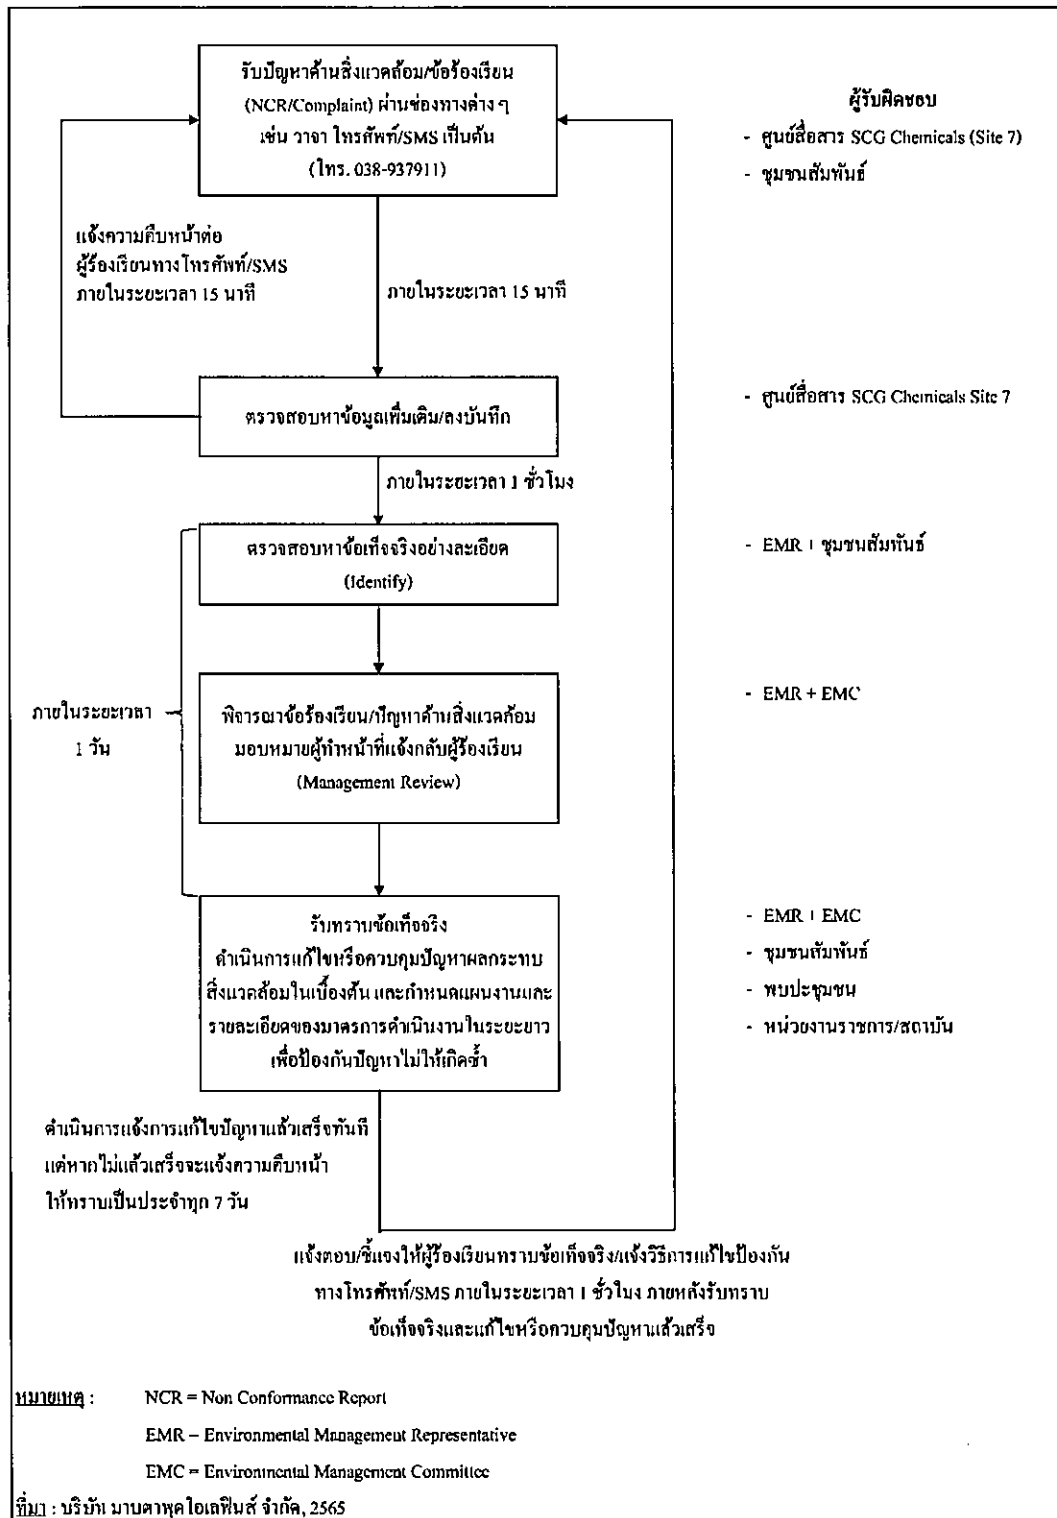 รับปัญหาด้านสิ่งแวดล้อม/ข้อร้องเรียน
(NCR/Complaint) ผ่านช่องทางต่าง ๆ
เช่น วาจา โทรศัพท์/SMS เป็นต้น
(โทร. 038-937911)
ผู้รับผิดชอบ
- ศูนย์สื่อสาร SCG Chemicals (Site 7)
- ชุมชนสัมพันธ์
แจ้งความคืบหน้าต่อ
ผู้ร้องเรียนทางโทรศัพท์/SMS
ภายในระยะเวลา 15 นาที
ภายในระยะเวลา 15 นาที
ตรวจสอบหาข้อมูลเพิ่มเติม/ลงบันทึก
- ศูนย์สื่อสาร SCG Chemicals Site 7
ภายในระยะเวลา 1 ชั่วโมง
ตรวจสอบหาข้อเท็จจริงอย่างละเอียด
(Identify)
- EMR + ชุมชนสัมพันธ์
ภายในระยะเวลา
1 วัน
พิจารณาข้อร้องเรียน/ปัญหาด้านสิ่งแวดล้อม
มอบหมายผู้ทำหน้าที่แจ้งกลับผู้ร้องเรียน
(Management Review)
- EMR + EMC
รับทราบข้อเท็จจริง
ดำเนินการแก้ไขหรือควบคุมปัญหาผลกระทบ
สิ่งแวดล้อมในเบื้องต้น และกำหนดแผนงานและ
รายละเอียดของมาตรการดำเนินงานในระยะยาว
เพื่อป้องกันปัญหาไม่ให้เกิดซ้ำ
- EMR + EMC
- ชุมชนสัมพันธ์
- พบปะชุมชน
- หน่วยงานราชการ/สถาบัน
ดำเนินการแจ้งการแก้ไขปัญหาแล้วเสร็จทันที
แต่หากไม่แล้วเสร็จจะแจ้งความคืบหน้า
ให้ทราบเป็นประจำทุก 7 วัน
แจ้งตอบ/ชี้แจงให้ผู้ร้องเรียนทราบข้อเท็จจริง/แจ้งวิธีการแก้ไขป้องกัน
ทางโทรศัพท์/SMS ภายในระยะเวลา 1 ชั่วโมง ภายหลังรับทราบ
ข้อเท็จจริงและแก้ไขหรือควบคุมปัญหาแล้วเสร็จ
หมายเหตุ : NCR = Non Conformance Report
EMR = Environmental Management Representative
EMC = Environmental Management Committee
ที่มา : บริษัท มาบตาพุดโอเลฟินส์ จำกัด, 2565